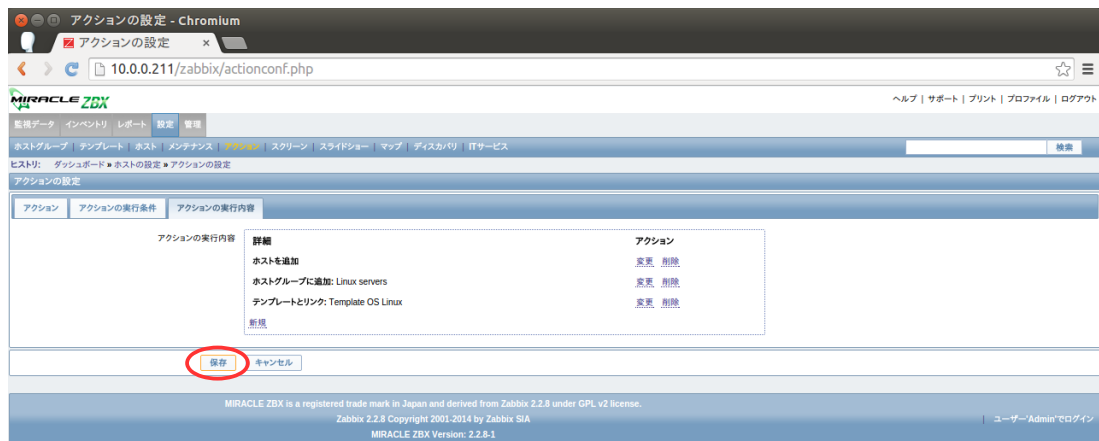 アクションの設定 - Chromium
アクションの設定 ×
10.0.0.211/zabbix/actionconf.php
MIRACLE ZBX ヘルプ | サポート | プリント | プロファイル | ログアウト
監視データ インベントリ レポート 設定 管理
ホストグループ | テンプレート | ホスト | メンテナンス | アクション | スクリーン | スライドショー | マップ | ディスカバリ | ITサービス 検索
ヒストリ: ダッシュボード » ホストの設定 » アクションの設定
アクションの設定
アクション アクションの実行条件 アクションの実行内容
アクションの実行内容 詳細 アクション
ホストを追加 変更 削除
ホストグループに追加: Linux servers 変更 削除
テンプレートとリンク: Template OS Linux 変更 削除
新規
保存 キャンセル
MIRACLE ZBX is a registered trade mark in Japan and derived from Zabbix 2.2.8 under GPL v2 license.
Zabbix 2.2.8 Copyright 2001-2014 by Zabbix SIA | ユーザー'Admin'でログイン
MIRACLE ZBX Version: 2.2.8-1